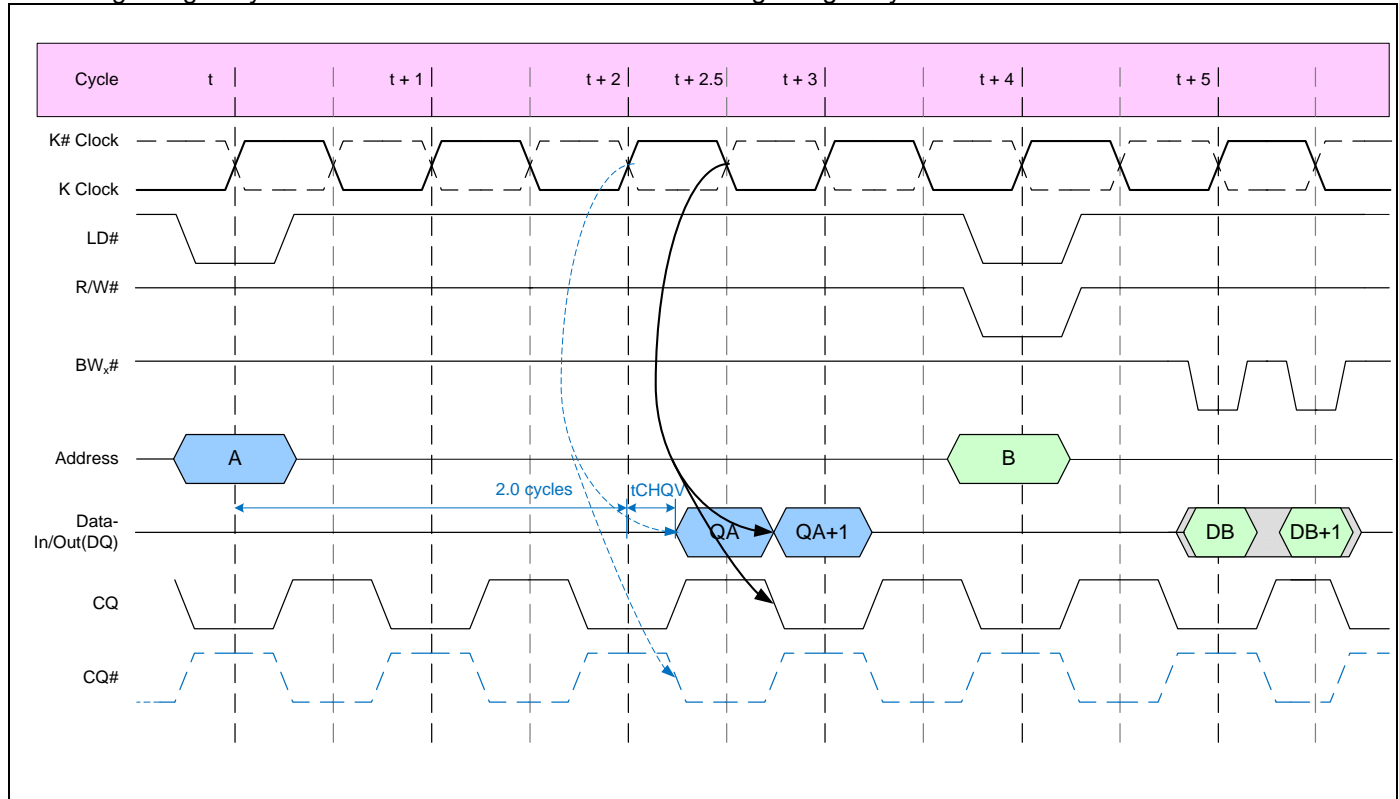 Cycle t t + 1 t + 2 t + 2.5 t + 3 t + 4 t + 5
K# Clock
K Clock
LD#
R/W#
BWx#
Address A B
2.0 cycles tCHQV
Data-
In/Out(DQ) QA QA+1 DB DB+1
CQ
CQ#